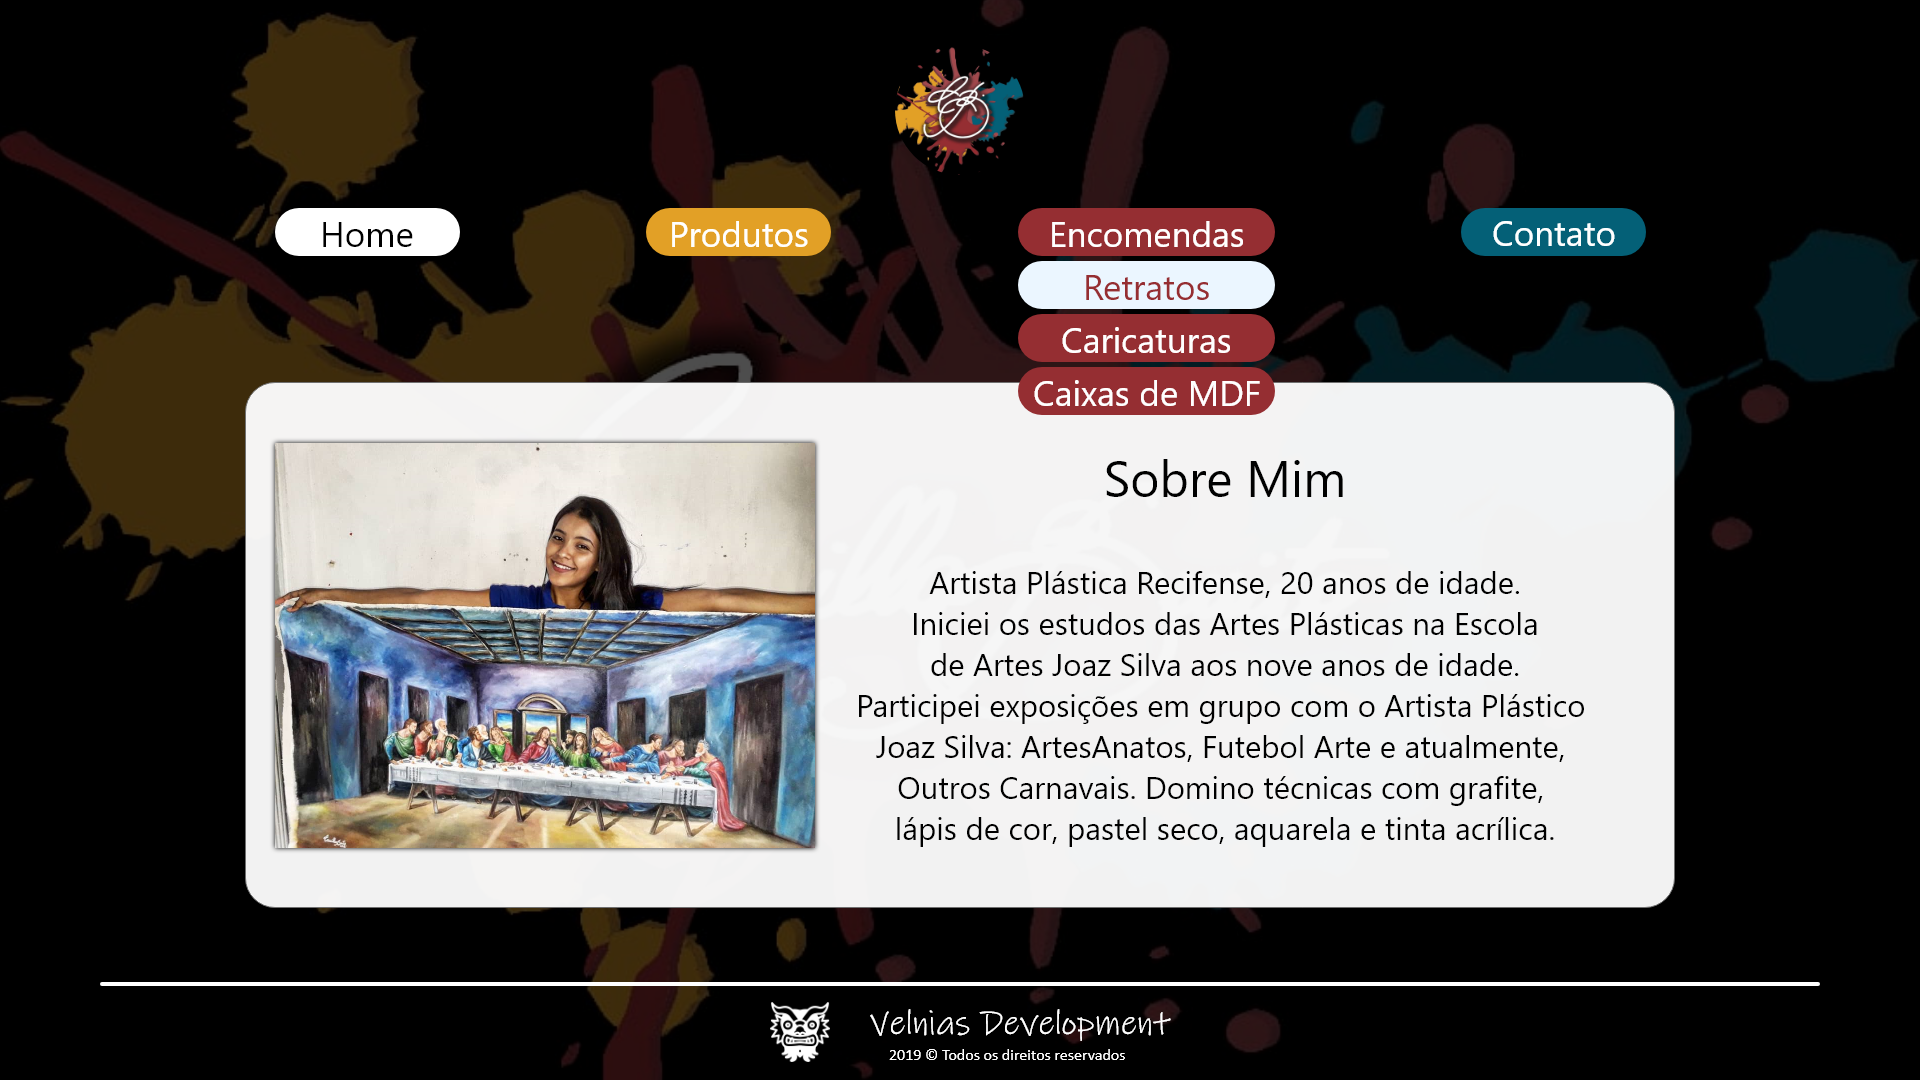 Home
Produtos
Encomendas
Contato
Retratos
Caricaturas
Caixas de MDF
Sobre Mim
Artista Plástica Recifense, 20 anos de idade.
Iniciei os estudos das Artes Plásticas na Escola
de Artes Joaz Silva aos nove anos de idade.
Participei exposições em grupo com o Artista Plástico
Joaz Silva: ArtesAnatos, Futebol Arte e atualmente,
Outros Carnavais. Domino técnicas com grafite,
lápis de cor, pastel seco, aquarela e tinta acrílica.
Velnias Development
2019 © Todos os direitos reservados